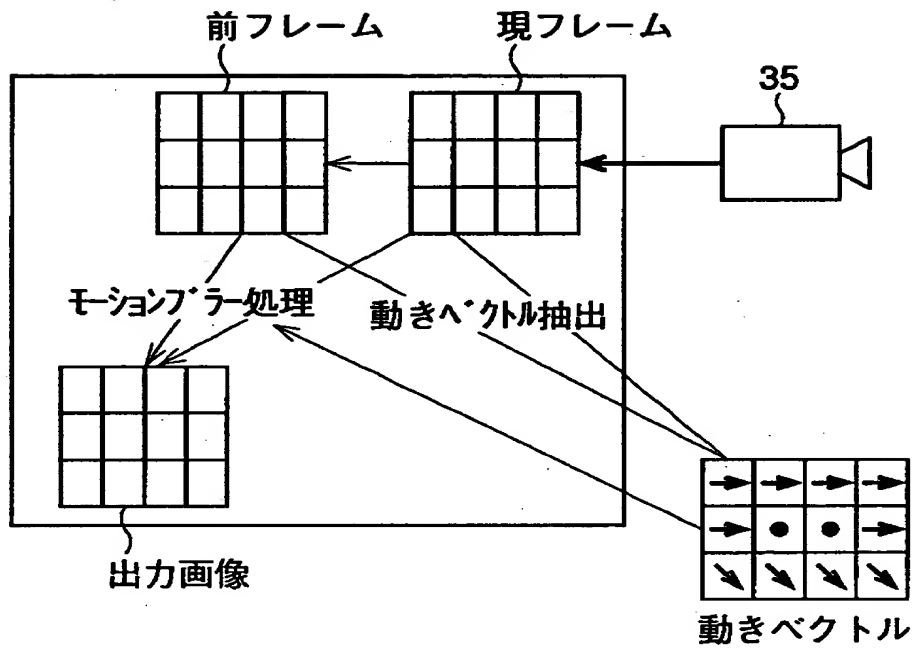 前フレーム
現フレーム
35
モーションブラー処理
動きベクトル抽出
出力画像
動きベクトル